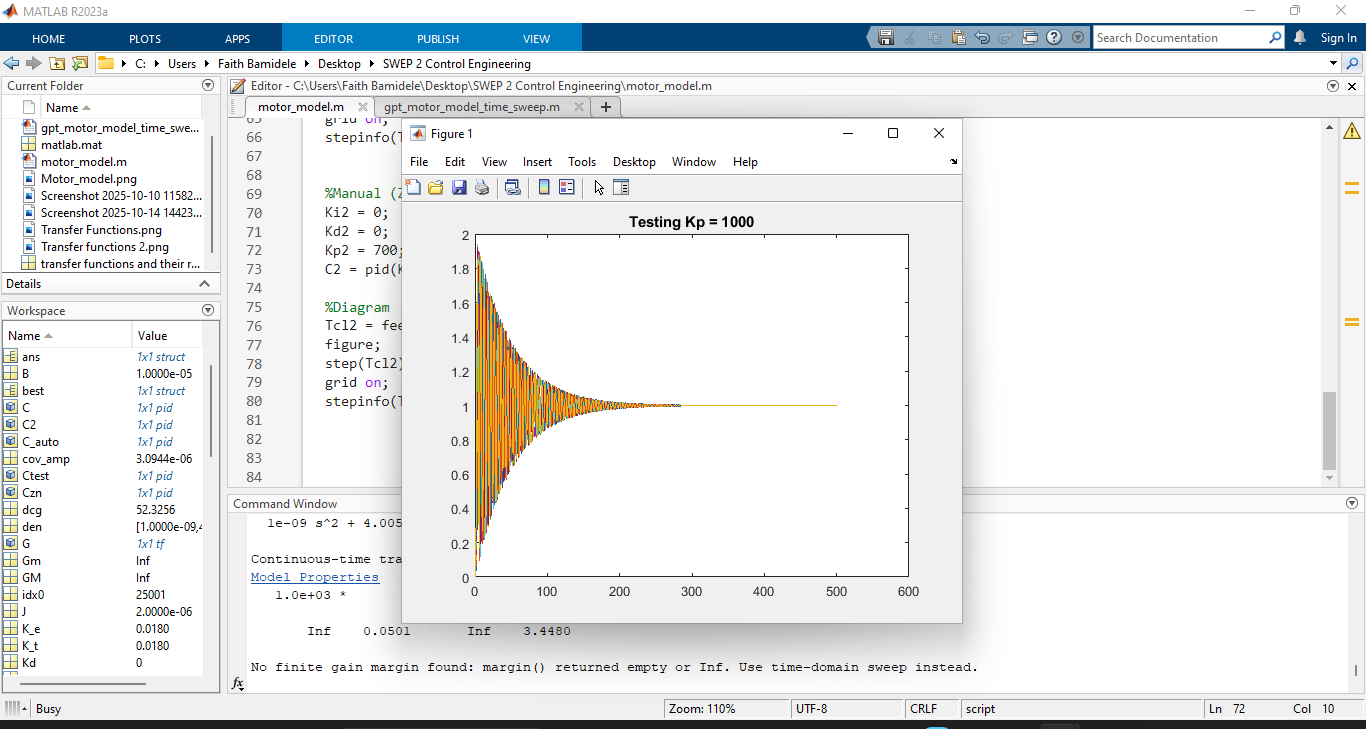 MATLAB R2023a
HOME PLOTS APPS EDITOR PUBLISH VIEW Search Documentation Sign In
C: Users Faith Bamidele Desktop SWEP 2 Control Engineering
Current Folder
Name
gpt_motor_model_time_swe...
matlab.mat
motor_model.m
Motor_model.png
Screenshot 2025-10-10 11582...
Screenshot 2025-10-14 14423...
Transfer Functions.png
Transfer functions 2.png
transfer functions and their r...
Details
Workspace
Name Value
ans 1x1 struct
B 1.0000e-05
best 1x1 struct
C 1x1 pid
C2 1x1 pid
C_auto 1x1 pid
cov_amp 3.0944e-06
Ctest 1x1 pid
Czn 1x1 pid
dcg 52.3256
den [1.0000e-09,4
G 1x1 tf
Gm Inf
GM Inf
idx0 25001
J 2.0000e-06
K_e 0.0180
K_t 0.0180
Kd 0
Editor - C:\Users\Faith Bamidele\Desktop\SWEP 2 Control Engineering\motor_model.m
motor_model.m gpt_motor_model_time_sweep.m
65 grid on;
66 stepinfo(T
67
68
69 %Manual (Z
70 Ki2 = 0;
71 Kd2 = 0;
72 Kp2 = 700;
73 C2 = pid(K
74
75 %Diagram
76 Tcl2 = fee
77 figure;
78 step(Tcl2)
79 grid on;
80 stepinfo(T
81
82
83
84
Figure 1
File Edit View Insert Tools Desktop Window Help
Testing Kp = 1000
2
1.8
1.6
1.4
1.2
1
0.8
0.6
0.4
0.2
0
0 100 200 300 400 500 600
Command Window
1e-09 s^2 + 4.005
Continuous-time tra
Model Properties
1.0e+03 *
Inf 0.0501 Inf 3.4480
No finite gain margin found: margin() returned empty or Inf. Use time-domain sweep instead.
fx
Busy Zoom: 110% UTF-8 CRLF script Ln 72 Col 10